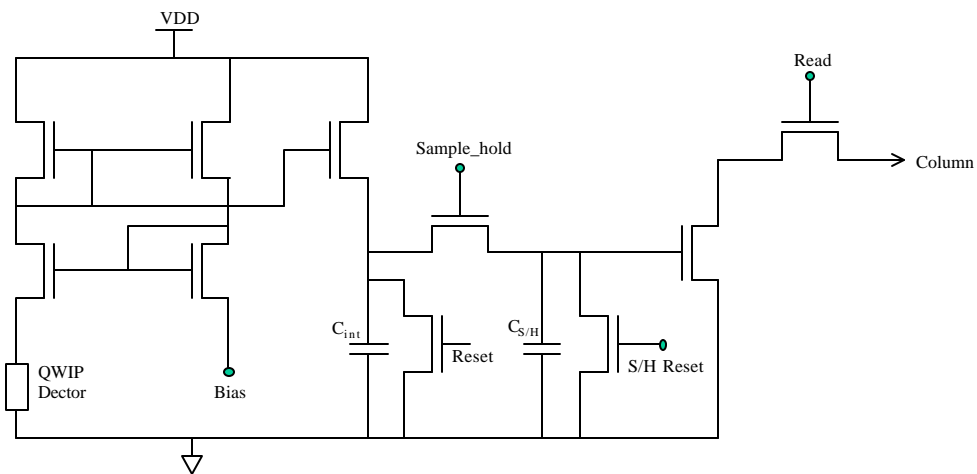 VDD
Read
Sample_hold
Column
Cint
CS/H
Reset
S/H Reset
QWIP
Dector
Bias